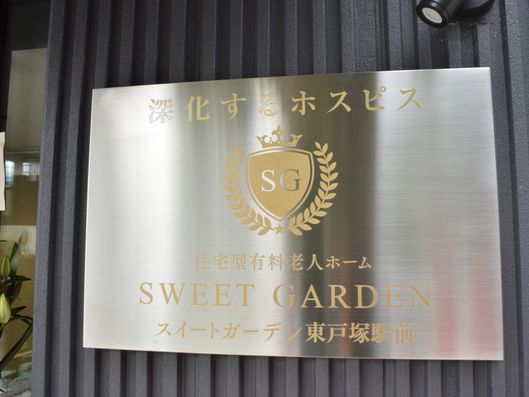 深化するホスピス
SG
住宅型有料老人ホーム
SWEET GARDEN
スイートガーデン東戸塚駅前